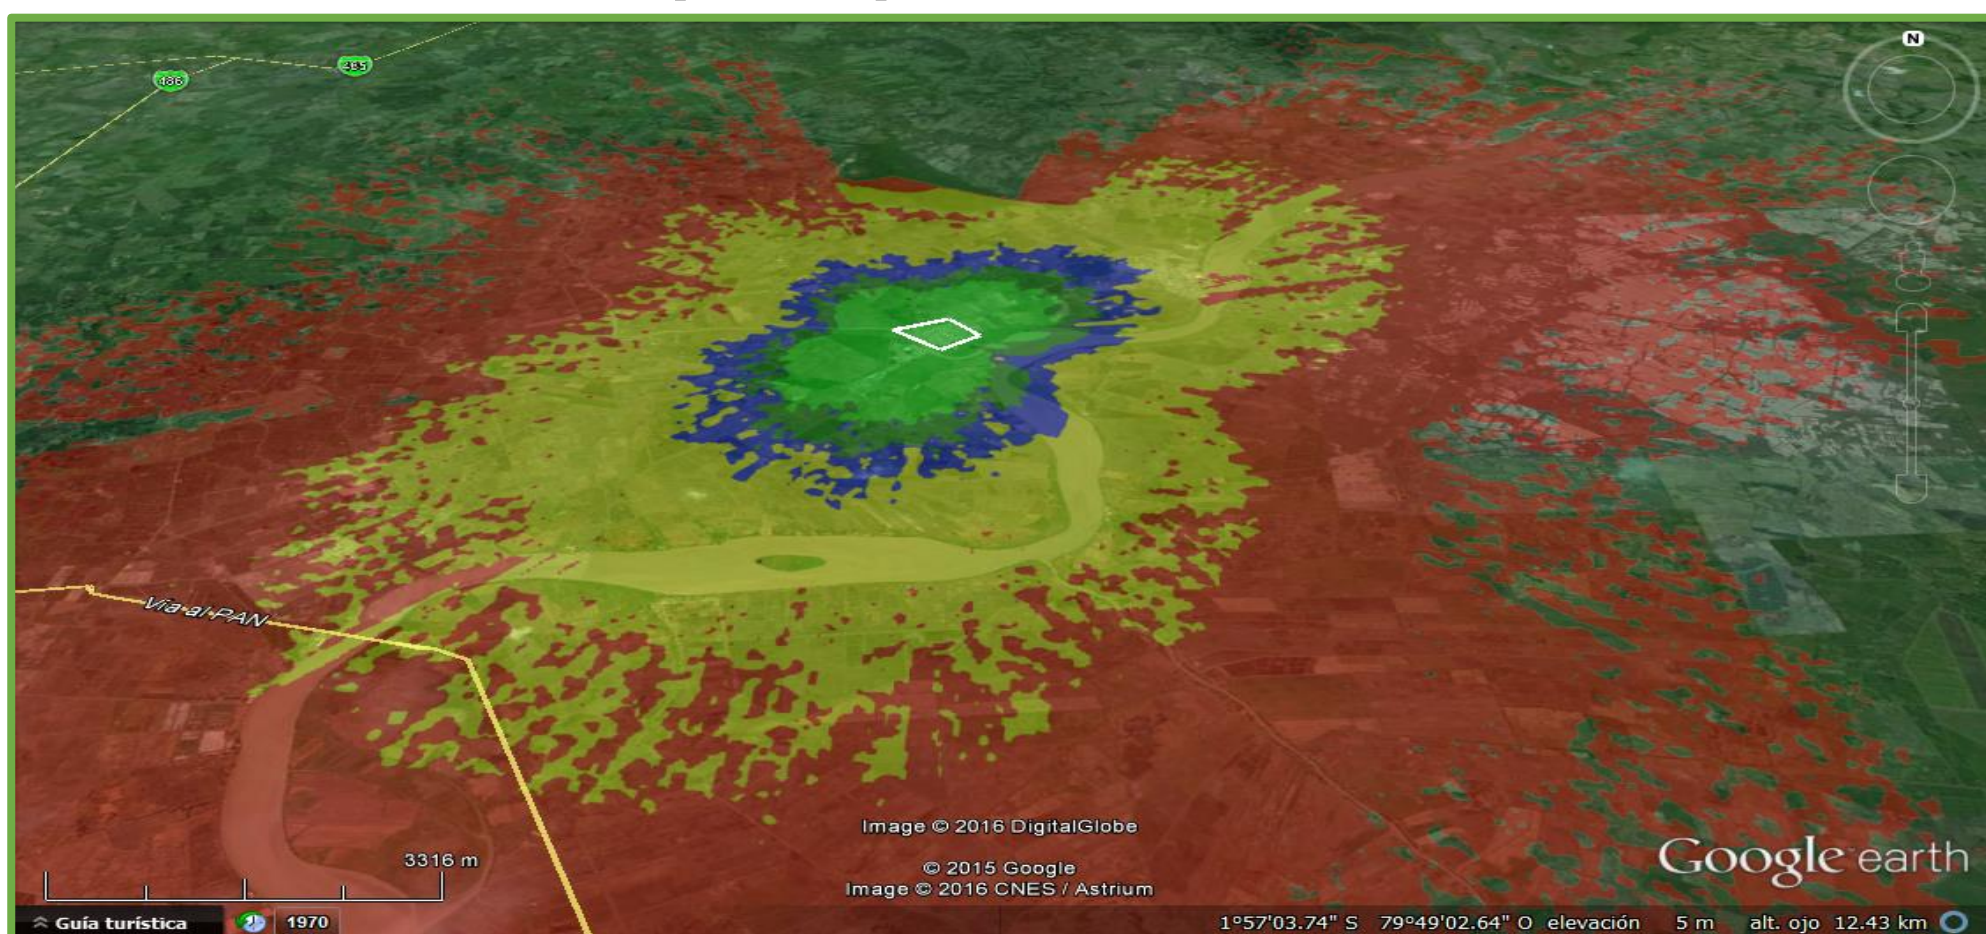 N
486
485
Vía al PAN
Image © 2016 DigitalGlobe
3316 m
© 2015 Google
Image © 2016 CNES / Astrium
Google earth
Guía turística
1970
1°57'03.74" S 79°49'02.64" O elevación 5 m alt. ojo 12.43 km